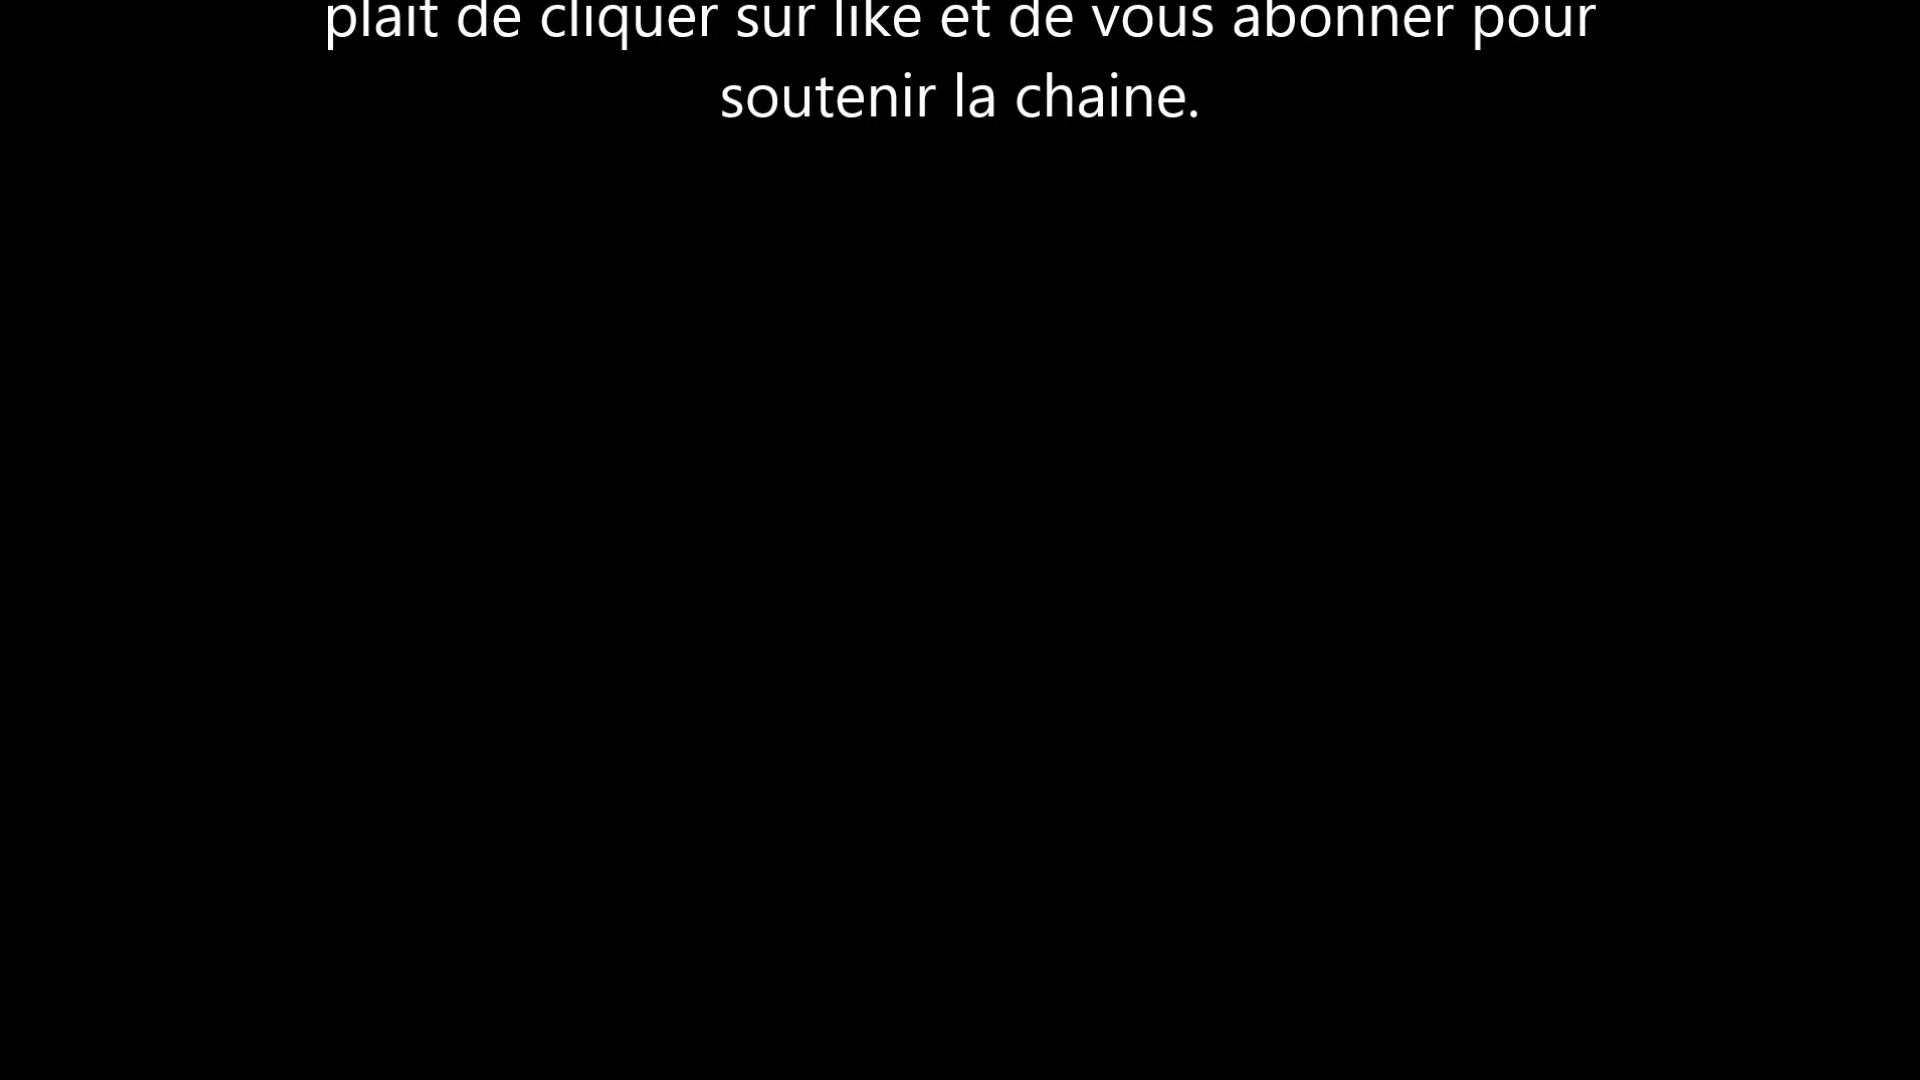 plait de cliquer sur like et de vous abonner pour
soutenir la chaine.